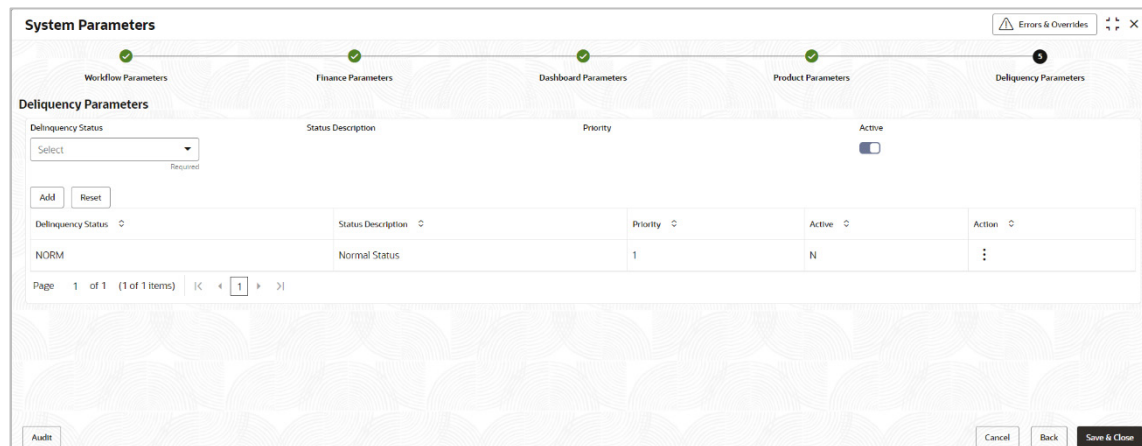 System Parameters
Errors & Overrides
Workflow Parameters
Finance Parameters
Dashboard Parameters
Product Parameters
5
Deliquency Parameters
Deliquency Parameters
Delinquency Status
Status Description
Priority
Active
Select
Required
Add Reset
Delinquency Status Status Description Priority Active Action
NORM Normal Status 1 N
Page 1 of 1 (1 of 1 items) 1
Audit
Cancel Back Save & Close